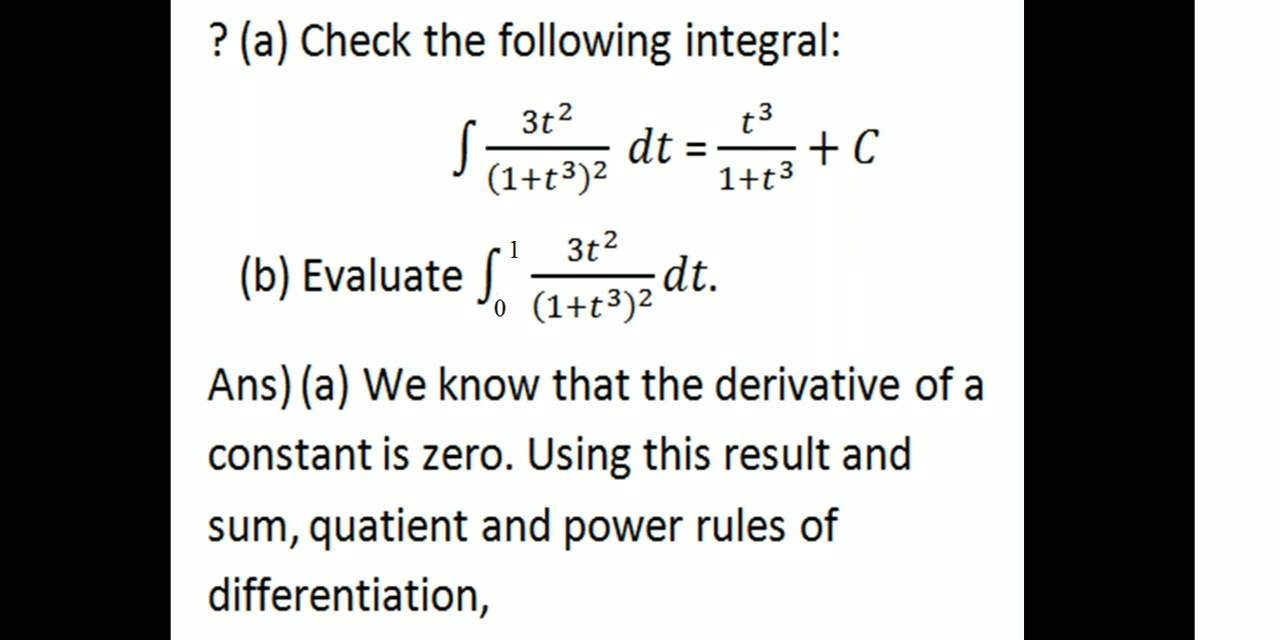 ? (a) Check the following integral:
∫ 3t²/(1+t³)² dt = t³/1+t³ + C
(b) Evaluate ∫₀¹ 3t²/(1+t³)² dt.
Ans) (a) We know that the derivative of a
constant is zero. Using this result and
sum, quatient and power rules of
differentiation,